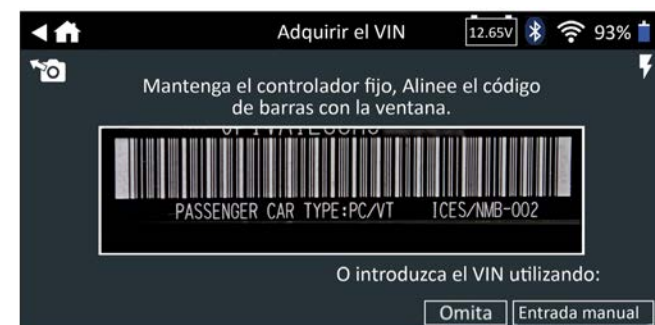 Adquirir el VIN
12.65V
93%
Mantenga el controlador fijo, Alinee el código
de barras con la ventana.
PASSENGER CAR TYPE:PC/VT ICES/NMB-002
O introduzca el VIN utilizando:
Omita
Entrada manual